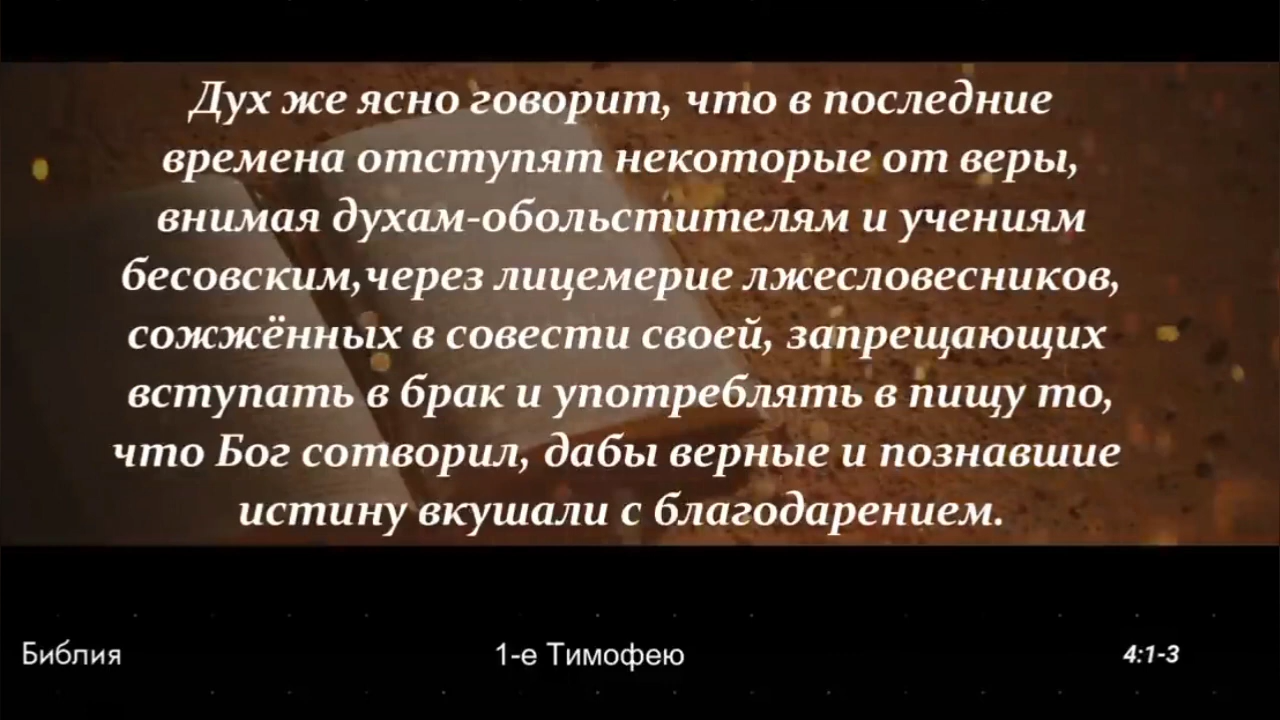 Дух же ясно говорит, что в последние
времена отступят некоторые от веры,
внимая духам-обольстителям и учениям
бесовским,через лицемерие лжесловесников,
сожжённых в совести своей, запрещающих
вступать в брак и употреблять в пищу то,
что Бог сотворил, дабы верные и познавшие
истину вкушали с благодарением.
Библия
1-е Тимофею
4:1-3